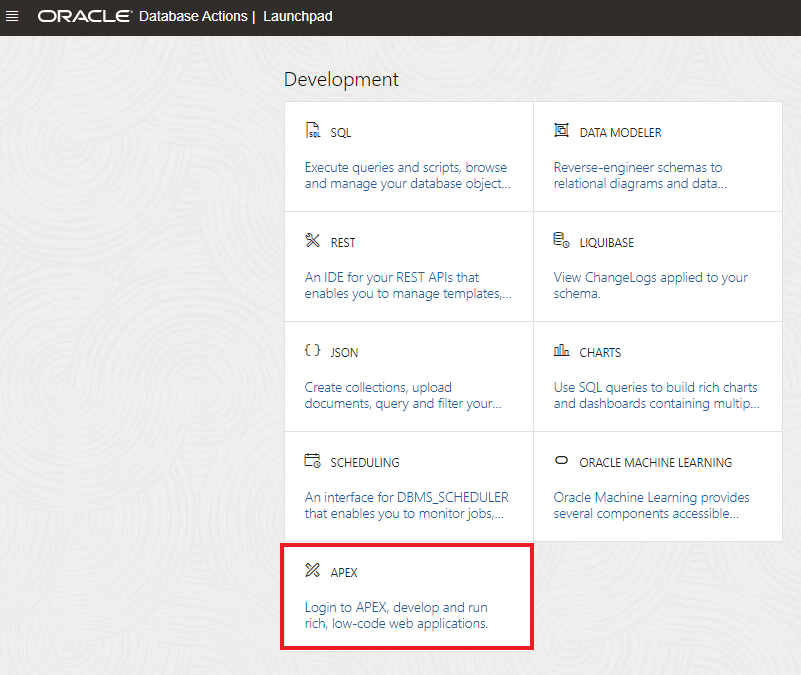 ORACLE Database Actions | Launchpad
Development
SQL
Execute queries and scripts, browse
and manage your database object...
DATA MODELER
Reverse-engineer schemas to
relational diagrams and data...
REST
An IDE for your REST APIs that
enables you to manage templates,...
LIQUIBASE
View ChangeLogs applied to your
schema.
JSON
Create collections, upload
documents, query and filter your...
CHARTS
Use SQL queries to build rich charts
and dashboards containing multip...
SCHEDULING
An interface for DBMS_SCHEDULER
that enables you to monitor jobs,...
ORACLE MACHINE LEARNING
Oracle Machine Learning provides
several components accessible...
APEX
Login to APEX, develop and run
rich, low-code web applications.